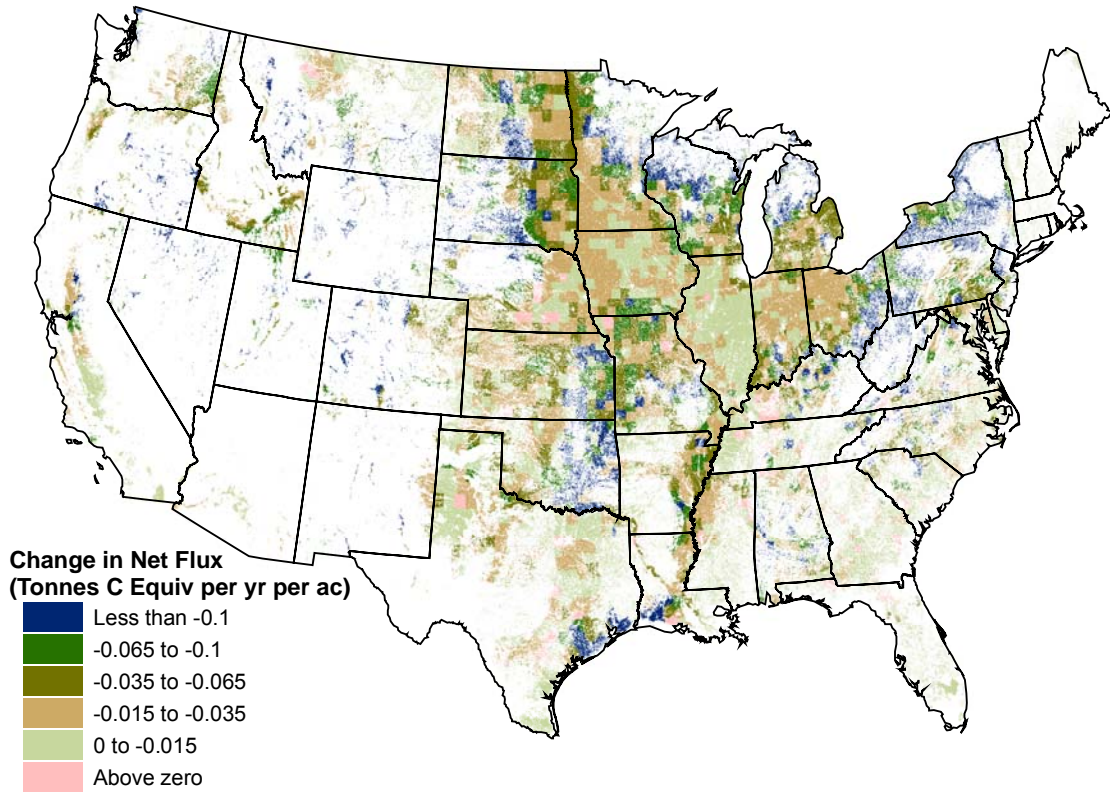 Change in Net Flux
(Tonnes C Equiv per yr per ac)
Less than -0.1
-0.065 to -0.1
-0.035 to -0.065
-0.015 to -0.035
0 to -0.015
Above zero